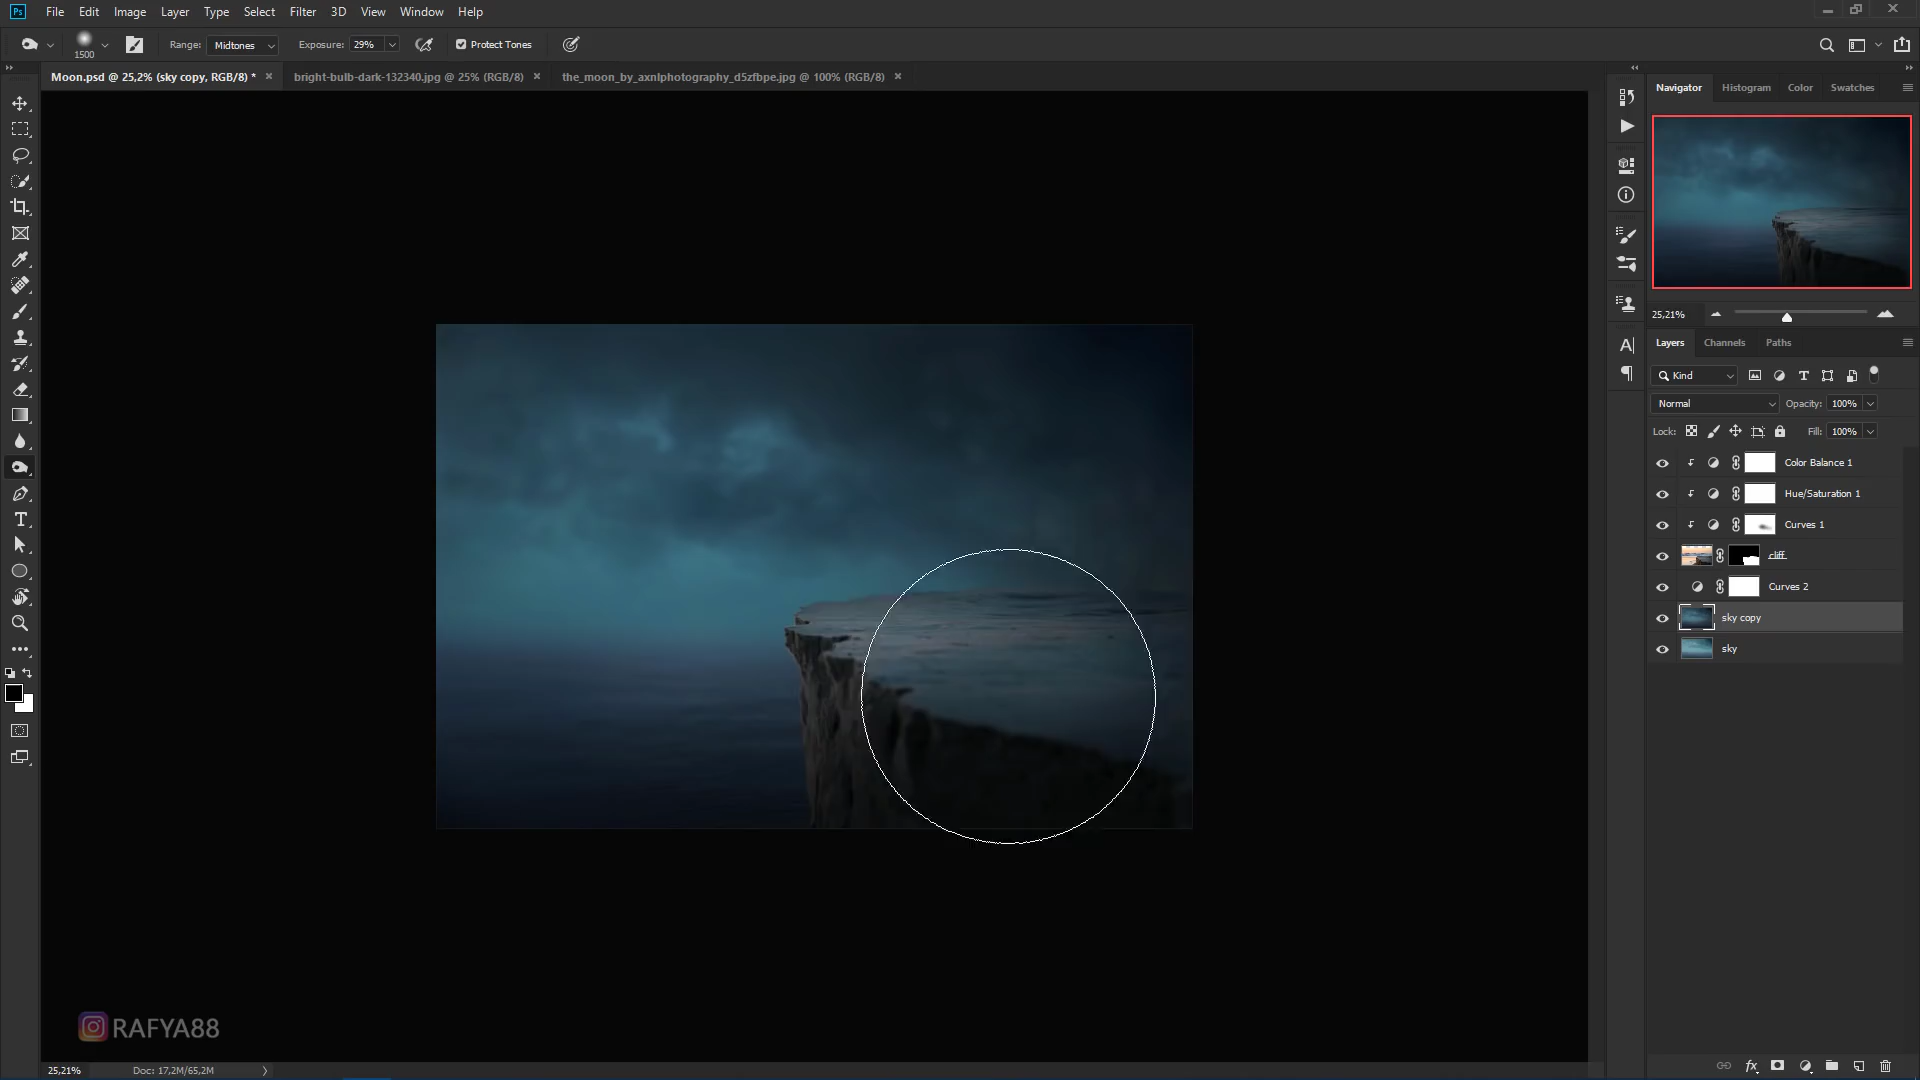 Ps File Edit Image Layer Type Select Filter 3D View Window Help
1500 Range: Midtones Exposure: 29% Protect Tones
Moon.psd @ 25,2% (sky copy, RGB/8) * × bright-bulb-dark-132340.jpg @ 25% (RGB/8) × the_moon_by_axnlphotography_d5zfbpe.jpg @ 100% (RGB/8) ×
Navigator Histogram Color Swatches
25,21%
Layers Channels Paths
Kind
Normal Opacity: 100%
Lock: Fill: 100%
Color Balance 1
Hue/Saturation 1
Curves 1
cliff
Curves 2
sky copy
sky
RAFYA88
25,21% Doc: 17,2M/65,2M